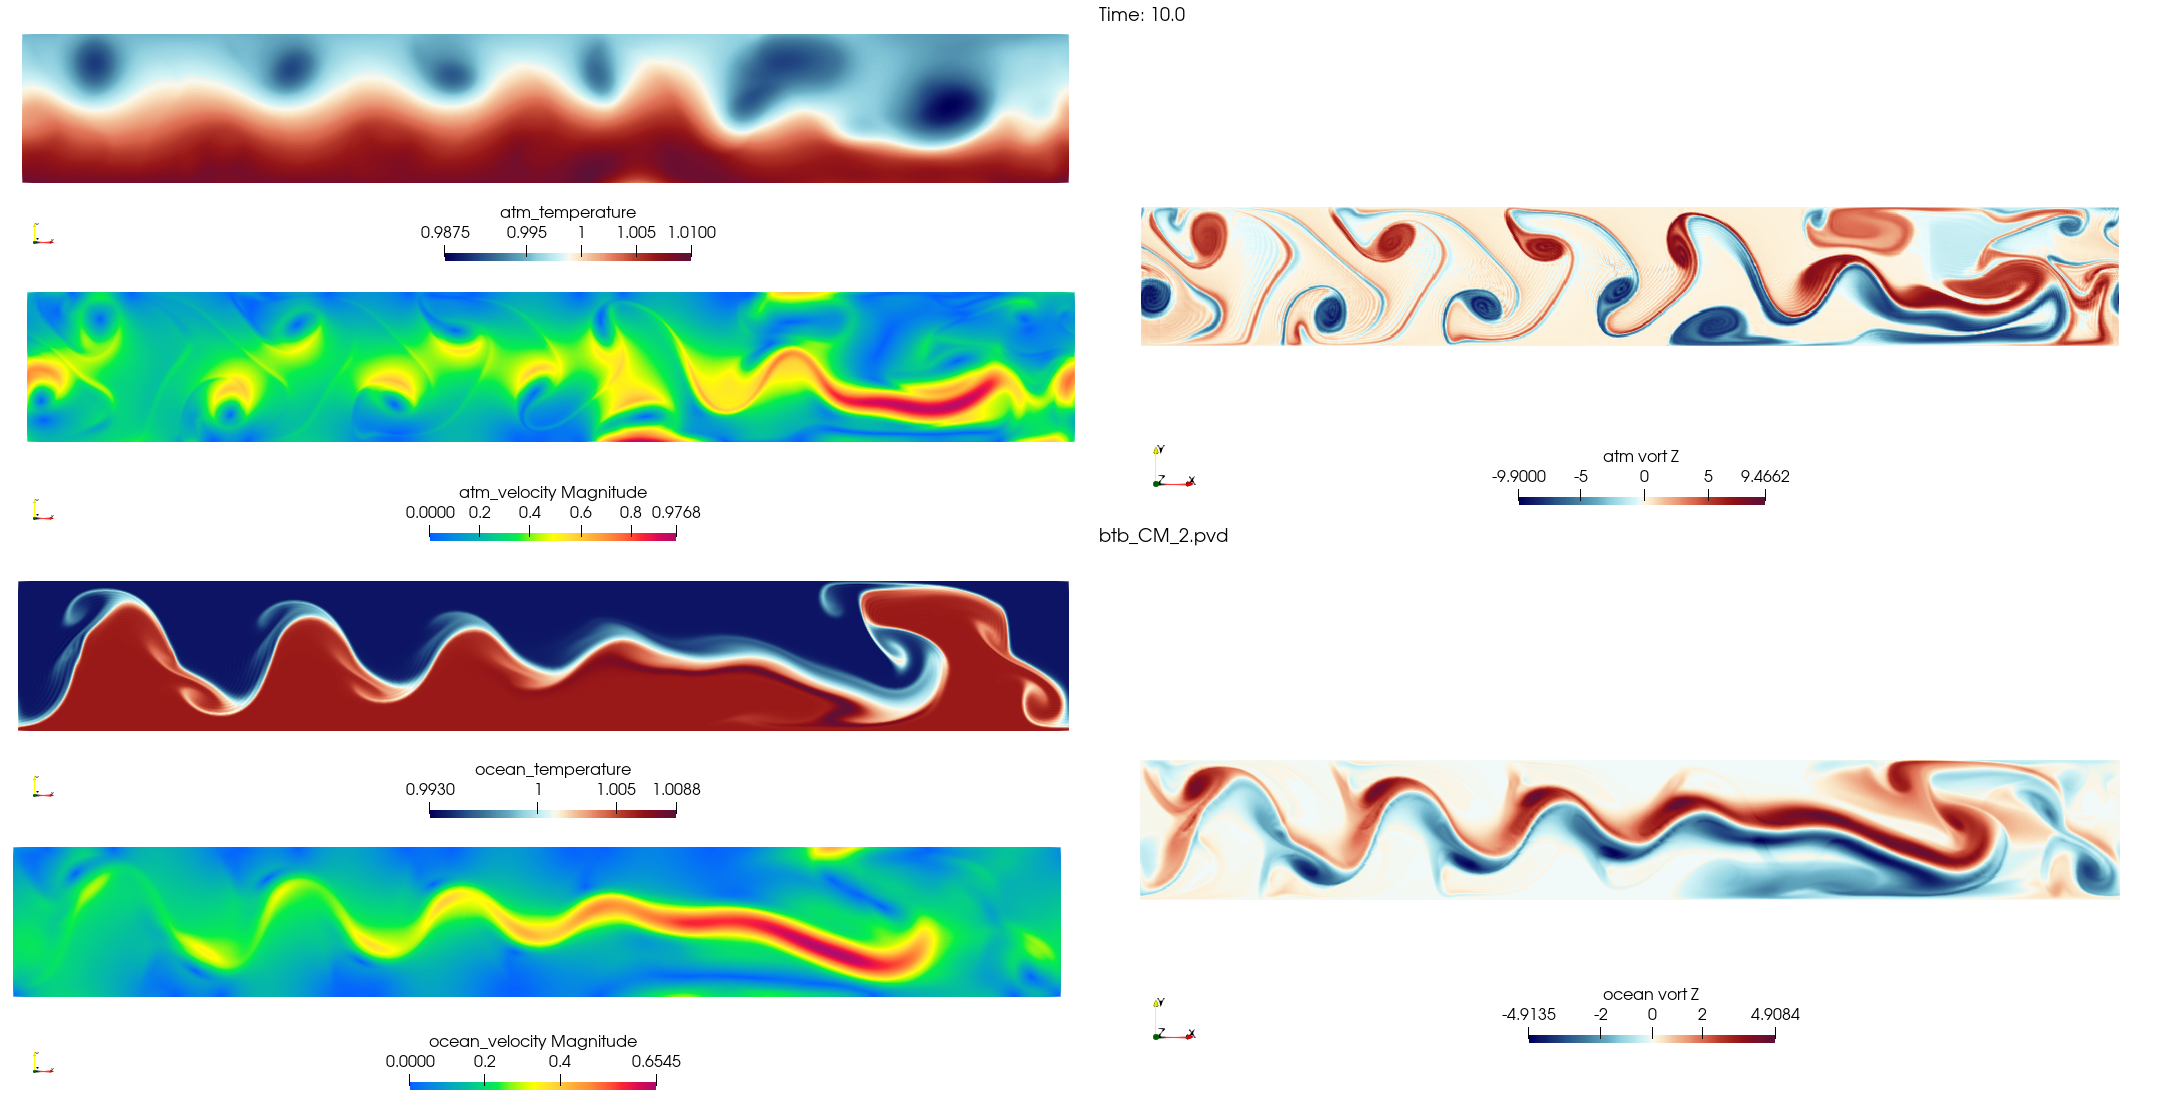 Time: 10.0
atm_temperature
0.9875 0.995 1 1.005 1.0100
atm_velocity Magnitude
0.0000 0.2 0.4 0.6 0.8 0.9768
ocean_temperature
0.9930 1 1.005 1.0088
ocean_velocity Magnitude
0.0000 0.2 0.4 0.6545
Y
Z X
atm vort Z
-9.9000 -5 0 5 9.4662
btb_CM_2.pvd
Y
Z X
ocean vort Z
-4.9135 -2 0 2 4.9084